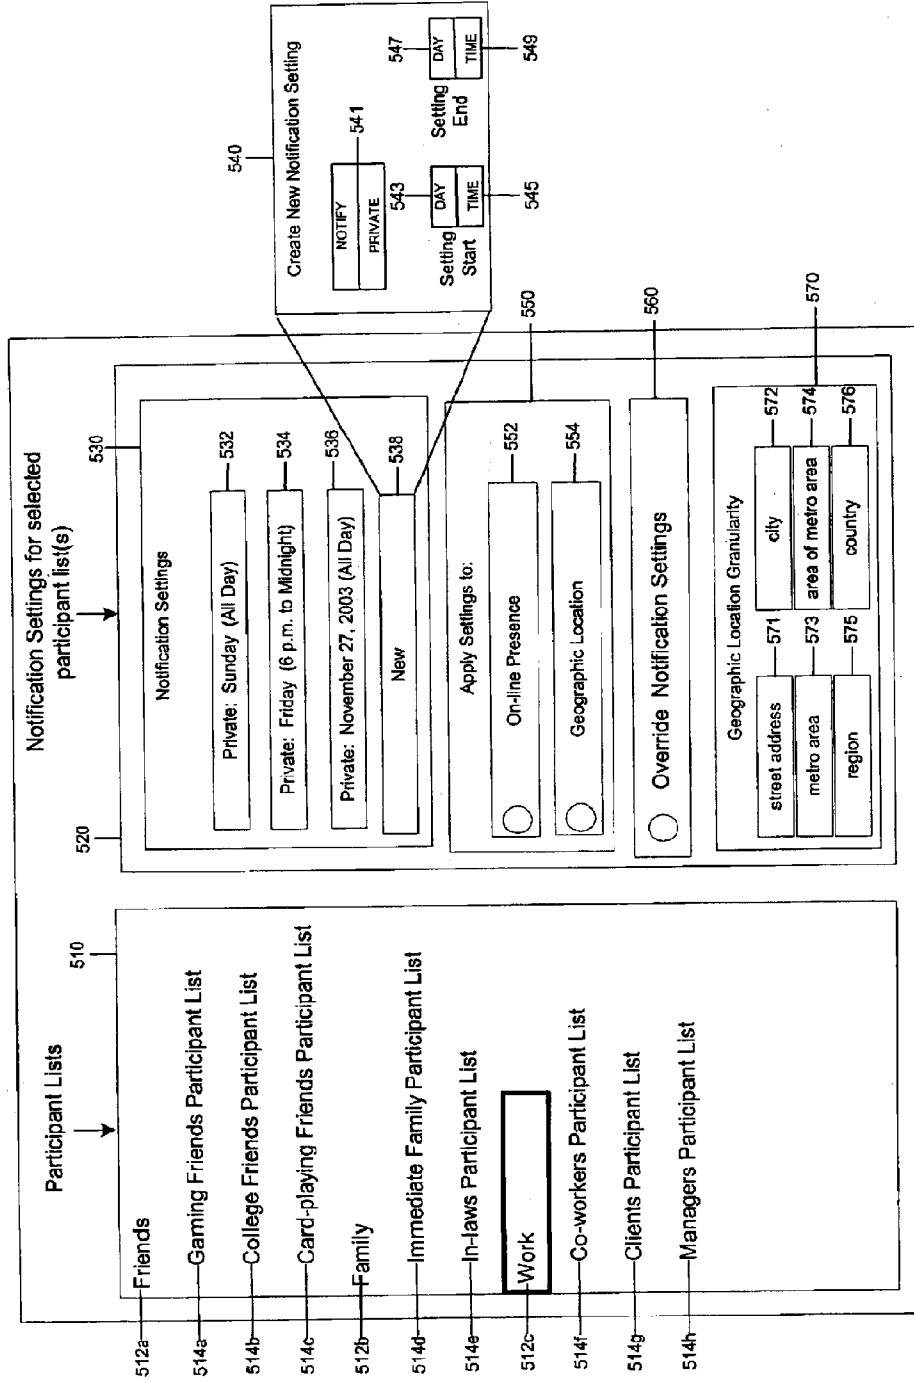 Participant Lists
510
512a
Friends
514a
Gaming Friends Participant List
514b
College Friends Participant List
514c
Card-playing Friends Participant List
512b
Family
514d
Immediate Family Participant List
514e
In-laws Participant List
512c
Work
514f
Co-workers Participant List
514g
Clients Participant List
514h
Managers Participant List
Notification Settings for selected
participant list(s)
520
530
Notification Settings
Private: Sunday (All Day)
532
Private: Friday (6 p.m. to Midnight)
534
Private: November 27, 2003 (All Day)
536
New
538
Apply Settings to:
550
On-line Presence
552
Geographic Location
554
Override Notification Settings
560
Geographic Location Granularity
570
street address
571
city
572
metro area
573
area of metro area
574
region
575
country
576
540
Create New Notification Setting
NOTIFY
PRIVATE
541
Setting
Start
543
DAY
TIME
545
Setting
End
547
DAY
TIME
549